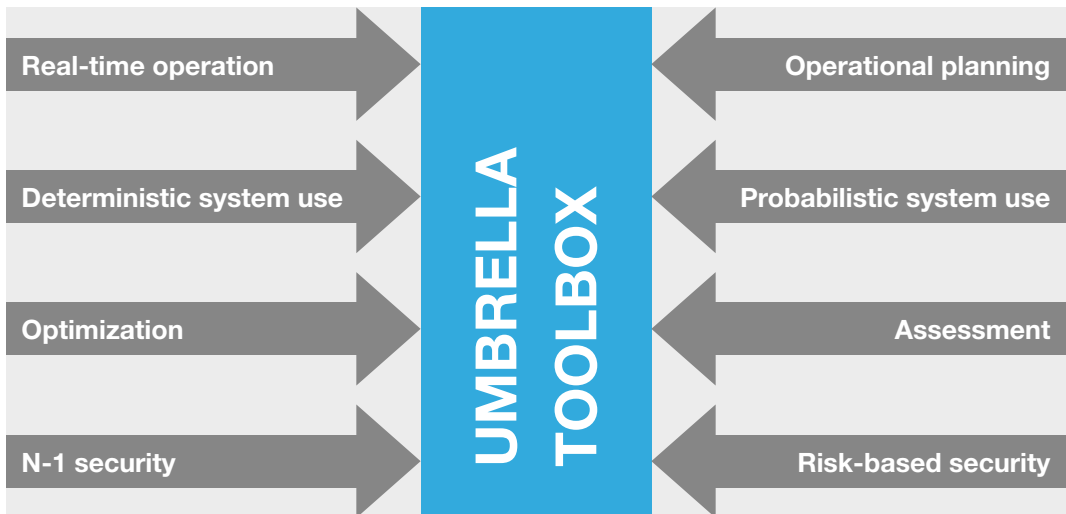 Real-time operation
Operational planning
Deterministic system use
Probabilistic system use
UMBRELLA
TOOLBOX
Optimization
Assessment
N-1 security
Risk-based security